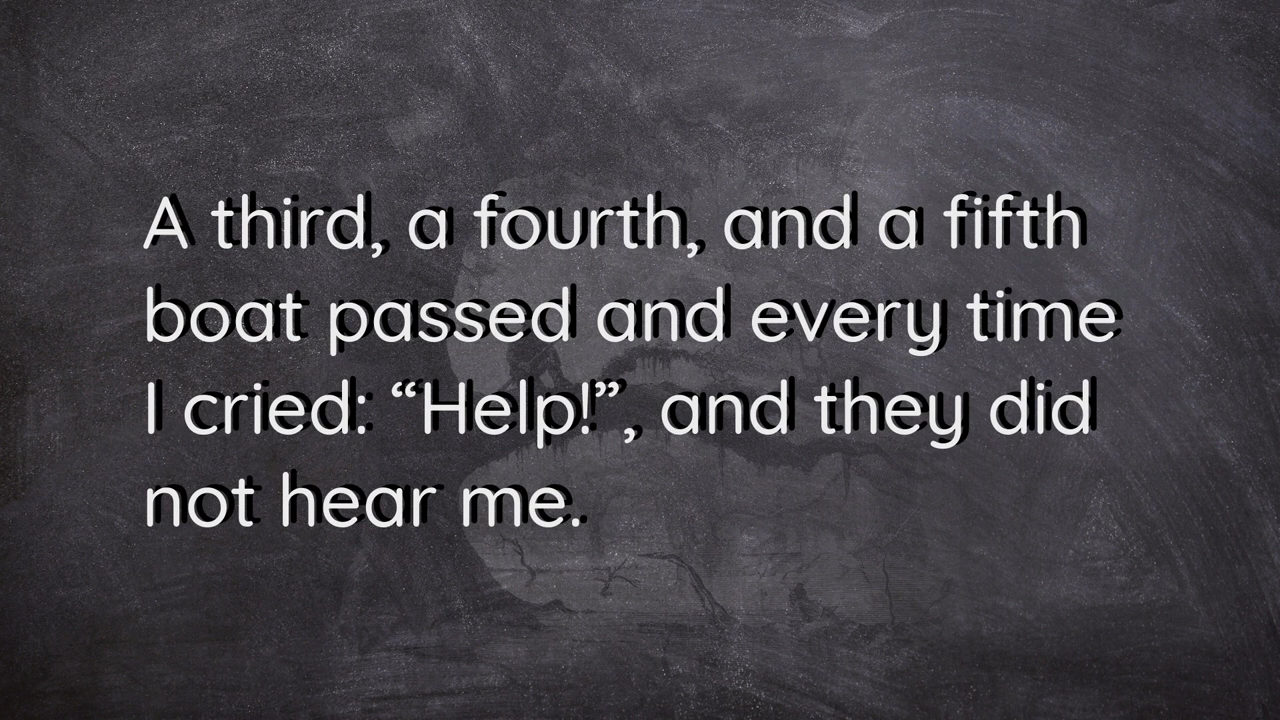 A third, a fourth, and a fifth
boat passed and every time
I cried: “Help!”, and they did
not hear me.